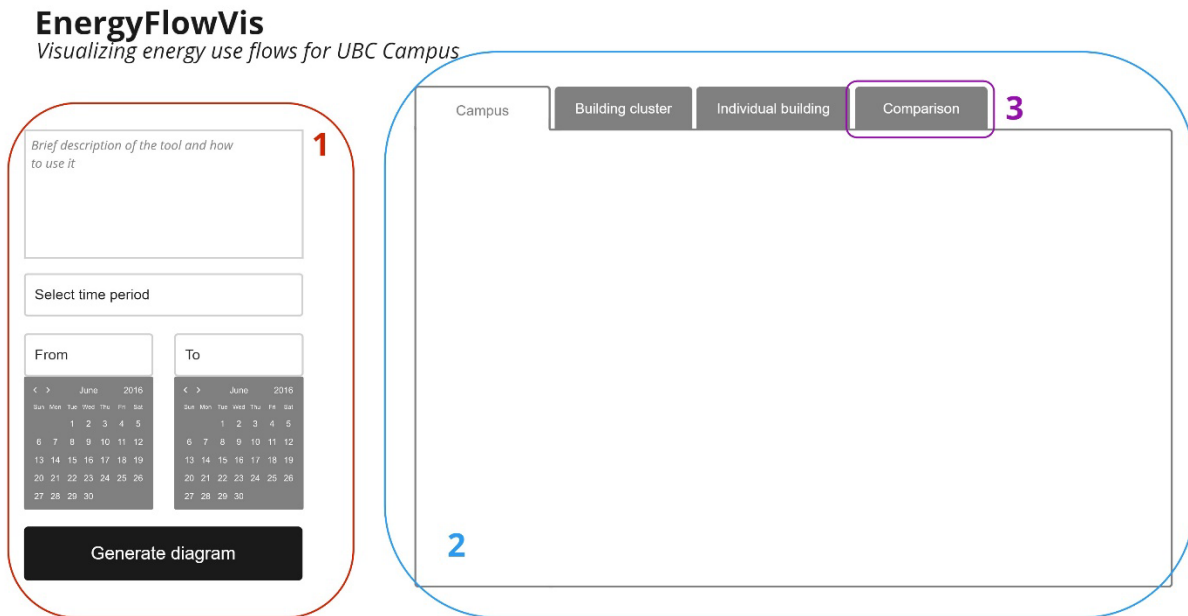 EnergyFlowVis
Visualizing energy use flows for UBC Campus
1
Brief description of the tool and how
to use it
Select time period
From
To
< > June 2016
Sun Mon Tue Wed Thu Fri Sat
1 2 3 4 5
6 7 8 9 10 11 12
13 14 15 16 17 18 19
20 21 22 23 24 25 26
27 28 29 30
< > June 2016
Sun Mon Tue Wed Thu Fri Sat
1 2 3 4 5
6 7 8 9 10 11 12
13 14 15 16 17 18 19
20 21 22 23 24 25 26
27 28 29 30
Generate diagram
Campus
Building cluster
Individual building
Comparison
3
2